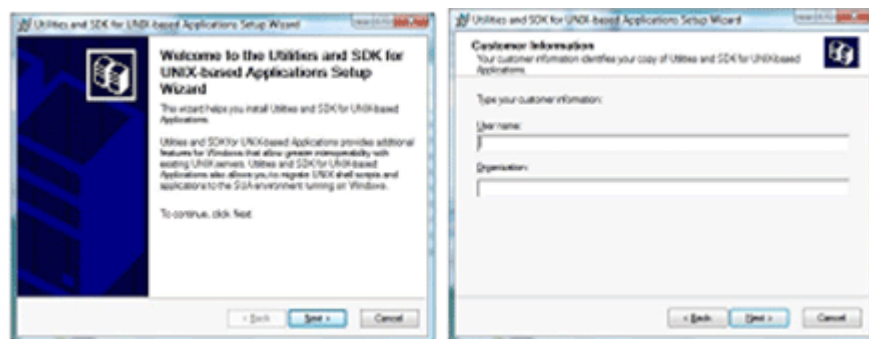 Utilities and SDK for UNIX-based Applications Setup Wizard
Welcome to the Utilities and SDK for
UNIX-based Applications Setup
Wizard
The wizard helps you install Utilities and SDK for UNIX-based
Applications.
Utilities and SDK for UNIX-based Applications provides additional
features for Windows that allow greater interoperability with
existing UNIX servers. Utilities and SDK for UNIX-based
Applications also allows you to migrate UNIX shell scripts and
applications to the SUA environment running on Windows.
To continue, click Next.
< Back
Next >
Cancel
Utilities and SDK for UNIX-based Applications Setup Wizard
Customer Information
Your customer information identifies your copy of Utilities and SDK for UNIX-based
Applications.
Type your customer information:
User name:
Organization:
< Back
Next >
Cancel